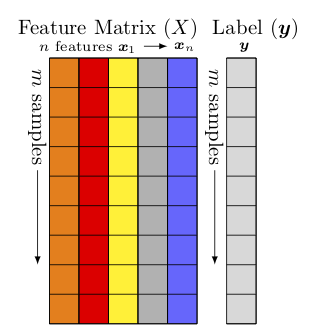 Feature Matrix (X)
n features x₁ → xₙ
m samples
Label (y)
y
m samples